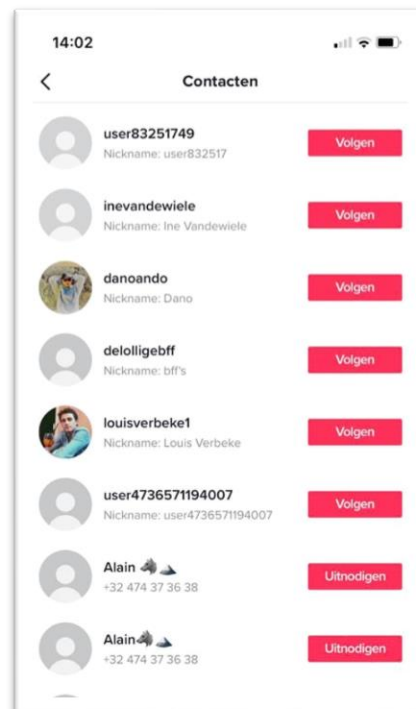 14:02
Contacten
user83251749
Nickname: user832517
Volgen
inevandewiele
Nickname: Ine Vandewiele
Volgen
danoando
Nickname: Dano
Volgen
delolligebff
Nickname: bff's
Volgen
louisverbeke1
Nickname: Louis Verbeke
Volgen
user4736571194007
Nickname: user4736571194007
Volgen
Alain 🐺🗻
+32 474 37 36 38
Uitnodigen
Alain🐺🗻
+32 474 37 36 38
Uitnodigen